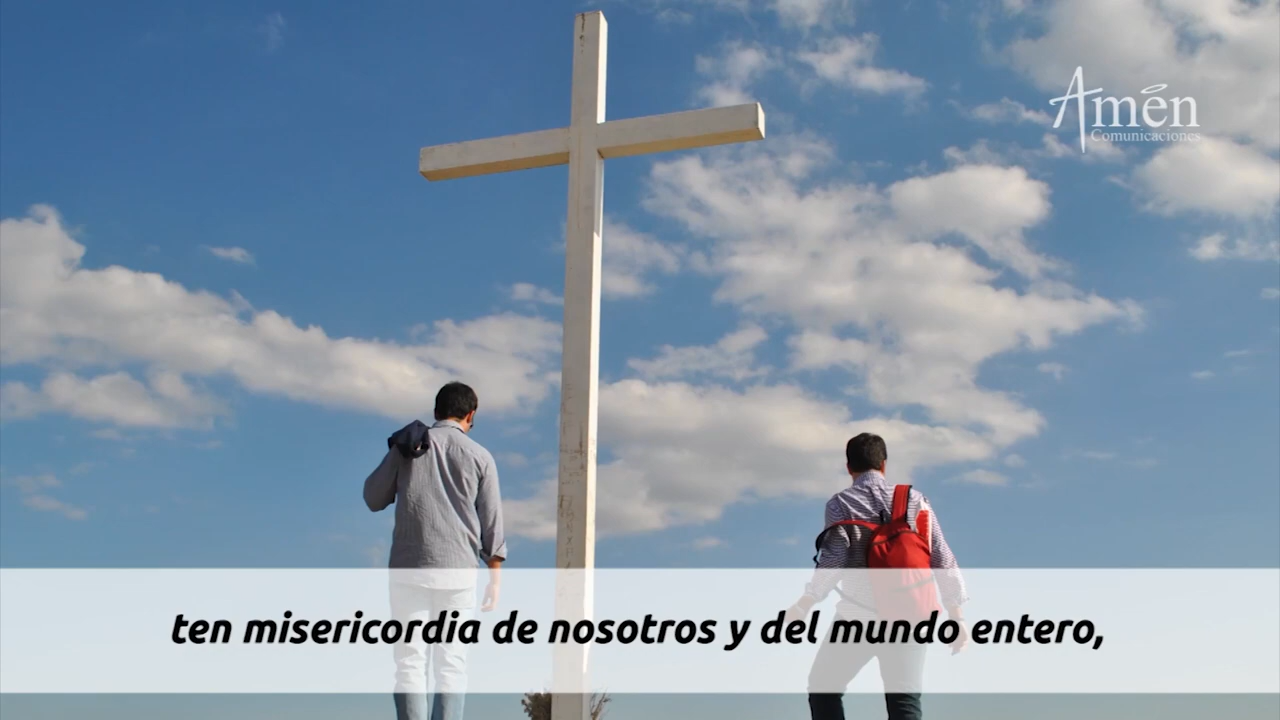 Amén
Comunicaciones
ten misericordia de nosotros y del mundo entero,